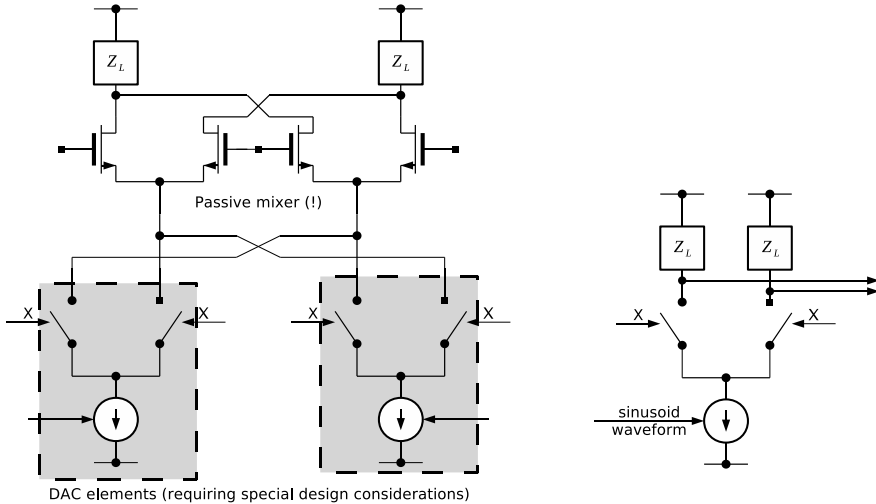 Z_L Z_L
Passive mixer (!)
Z_L Z_L
X X X X X X
sinusoid
waveform
DAC elements (requiring special design considerations)